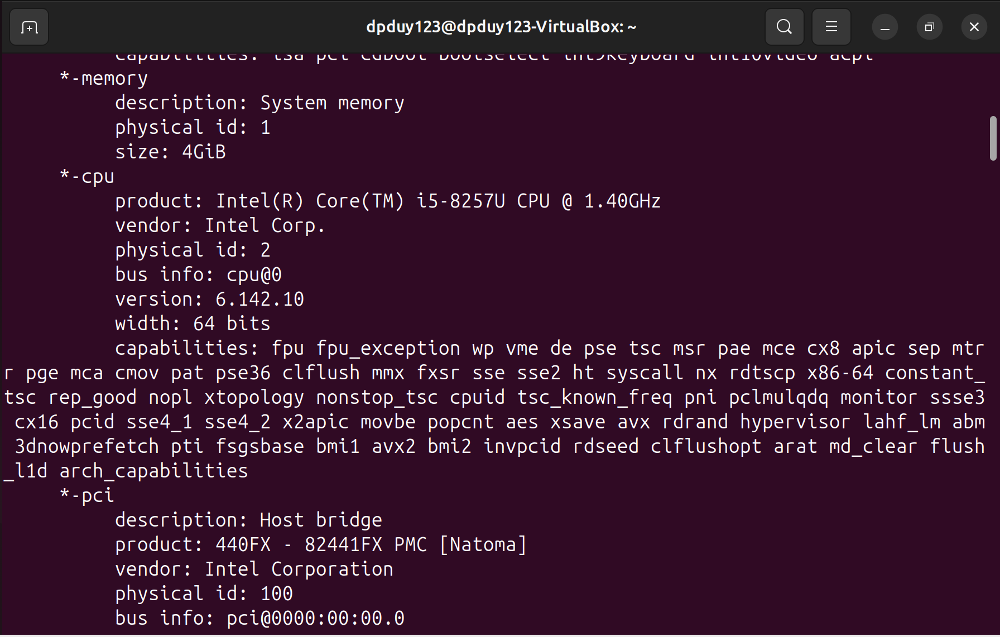 dpduy123@dpduy123-VirtualBox: ~
capabilities: isa pci cdboot bootselect int9keyboard int10video acpi
*-memory
description: System memory
physical id: 1
size: 4GiB
*-cpu
product: Intel(R) Core(TM) i5-8257U CPU @ 1.40GHz
vendor: Intel Corp.
physical id: 2
bus info: cpu@0
version: 6.142.10
width: 64 bits
capabilities: fpu fpu_exception wp vme de pse tsc msr pae mce cx8 apic sep mtr
r pge mca cmov pat pse36 clflush mmx fxsr sse sse2 ht syscall nx rdtscp x86-64 constant_
tsc rep_good nopl xtopology nonstop_tsc cpuid tsc_known_freq pni pclmulqdq monitor ssse3
cx16 pcid sse4_1 sse4_2 x2apic movbe popcnt aes xsave avx rdrand hypervisor lahf_lm abm
3dnowprefetch pti fsgsbase bmi1 avx2 bmi2 invpcid rdseed clflushopt arat md_clear flush
_l1d arch_capabilities
*-pci
description: Host bridge
product: 440FX - 82441FX PMC [Natoma]
vendor: Intel Corporation
physical id: 100
bus info: pci@0000:00:00.0